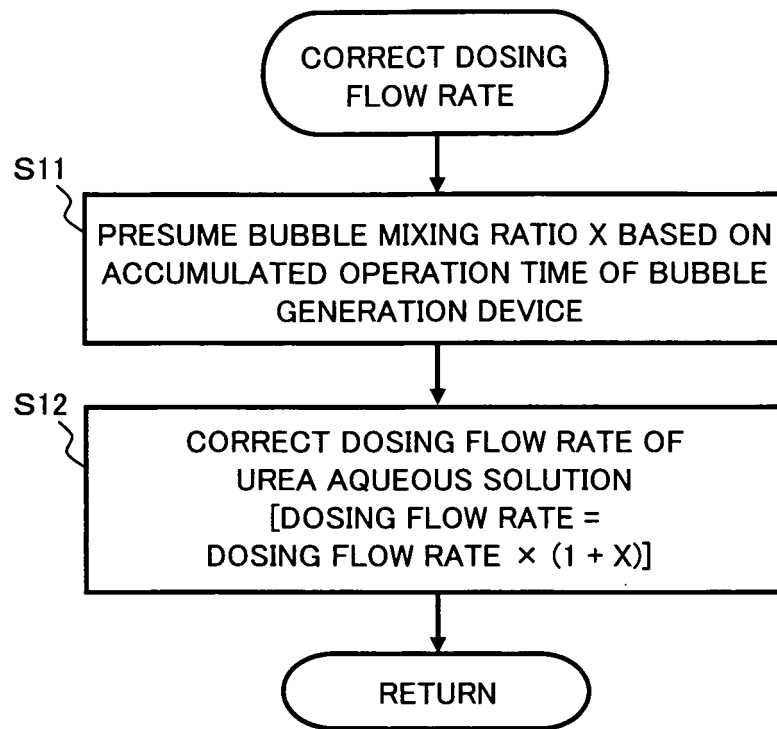 CORRECT DOSING
FLOW RATE
S11
PRESUME BUBBLE MIXING RATIO X BASED ON
ACCUMULATED OPERATION TIME OF BUBBLE
GENERATION DEVICE
S12
CORRECT DOSING FLOW RATE OF
UREA AQUEOUS SOLUTION
[DOSING FLOW RATE =
DOSING FLOW RATE × (1 + X)]
RETURN